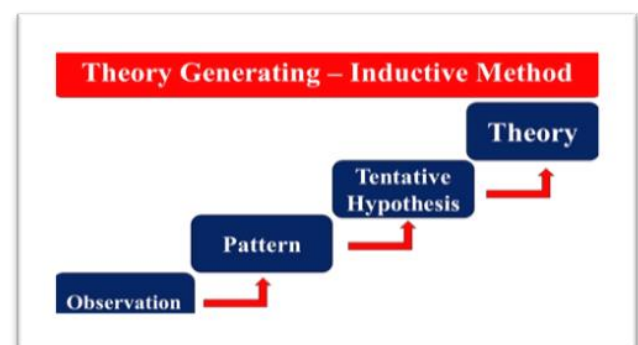 Theory Generating – Inductive Method
Theory
Tentative
Hypothesis
Pattern
Observation